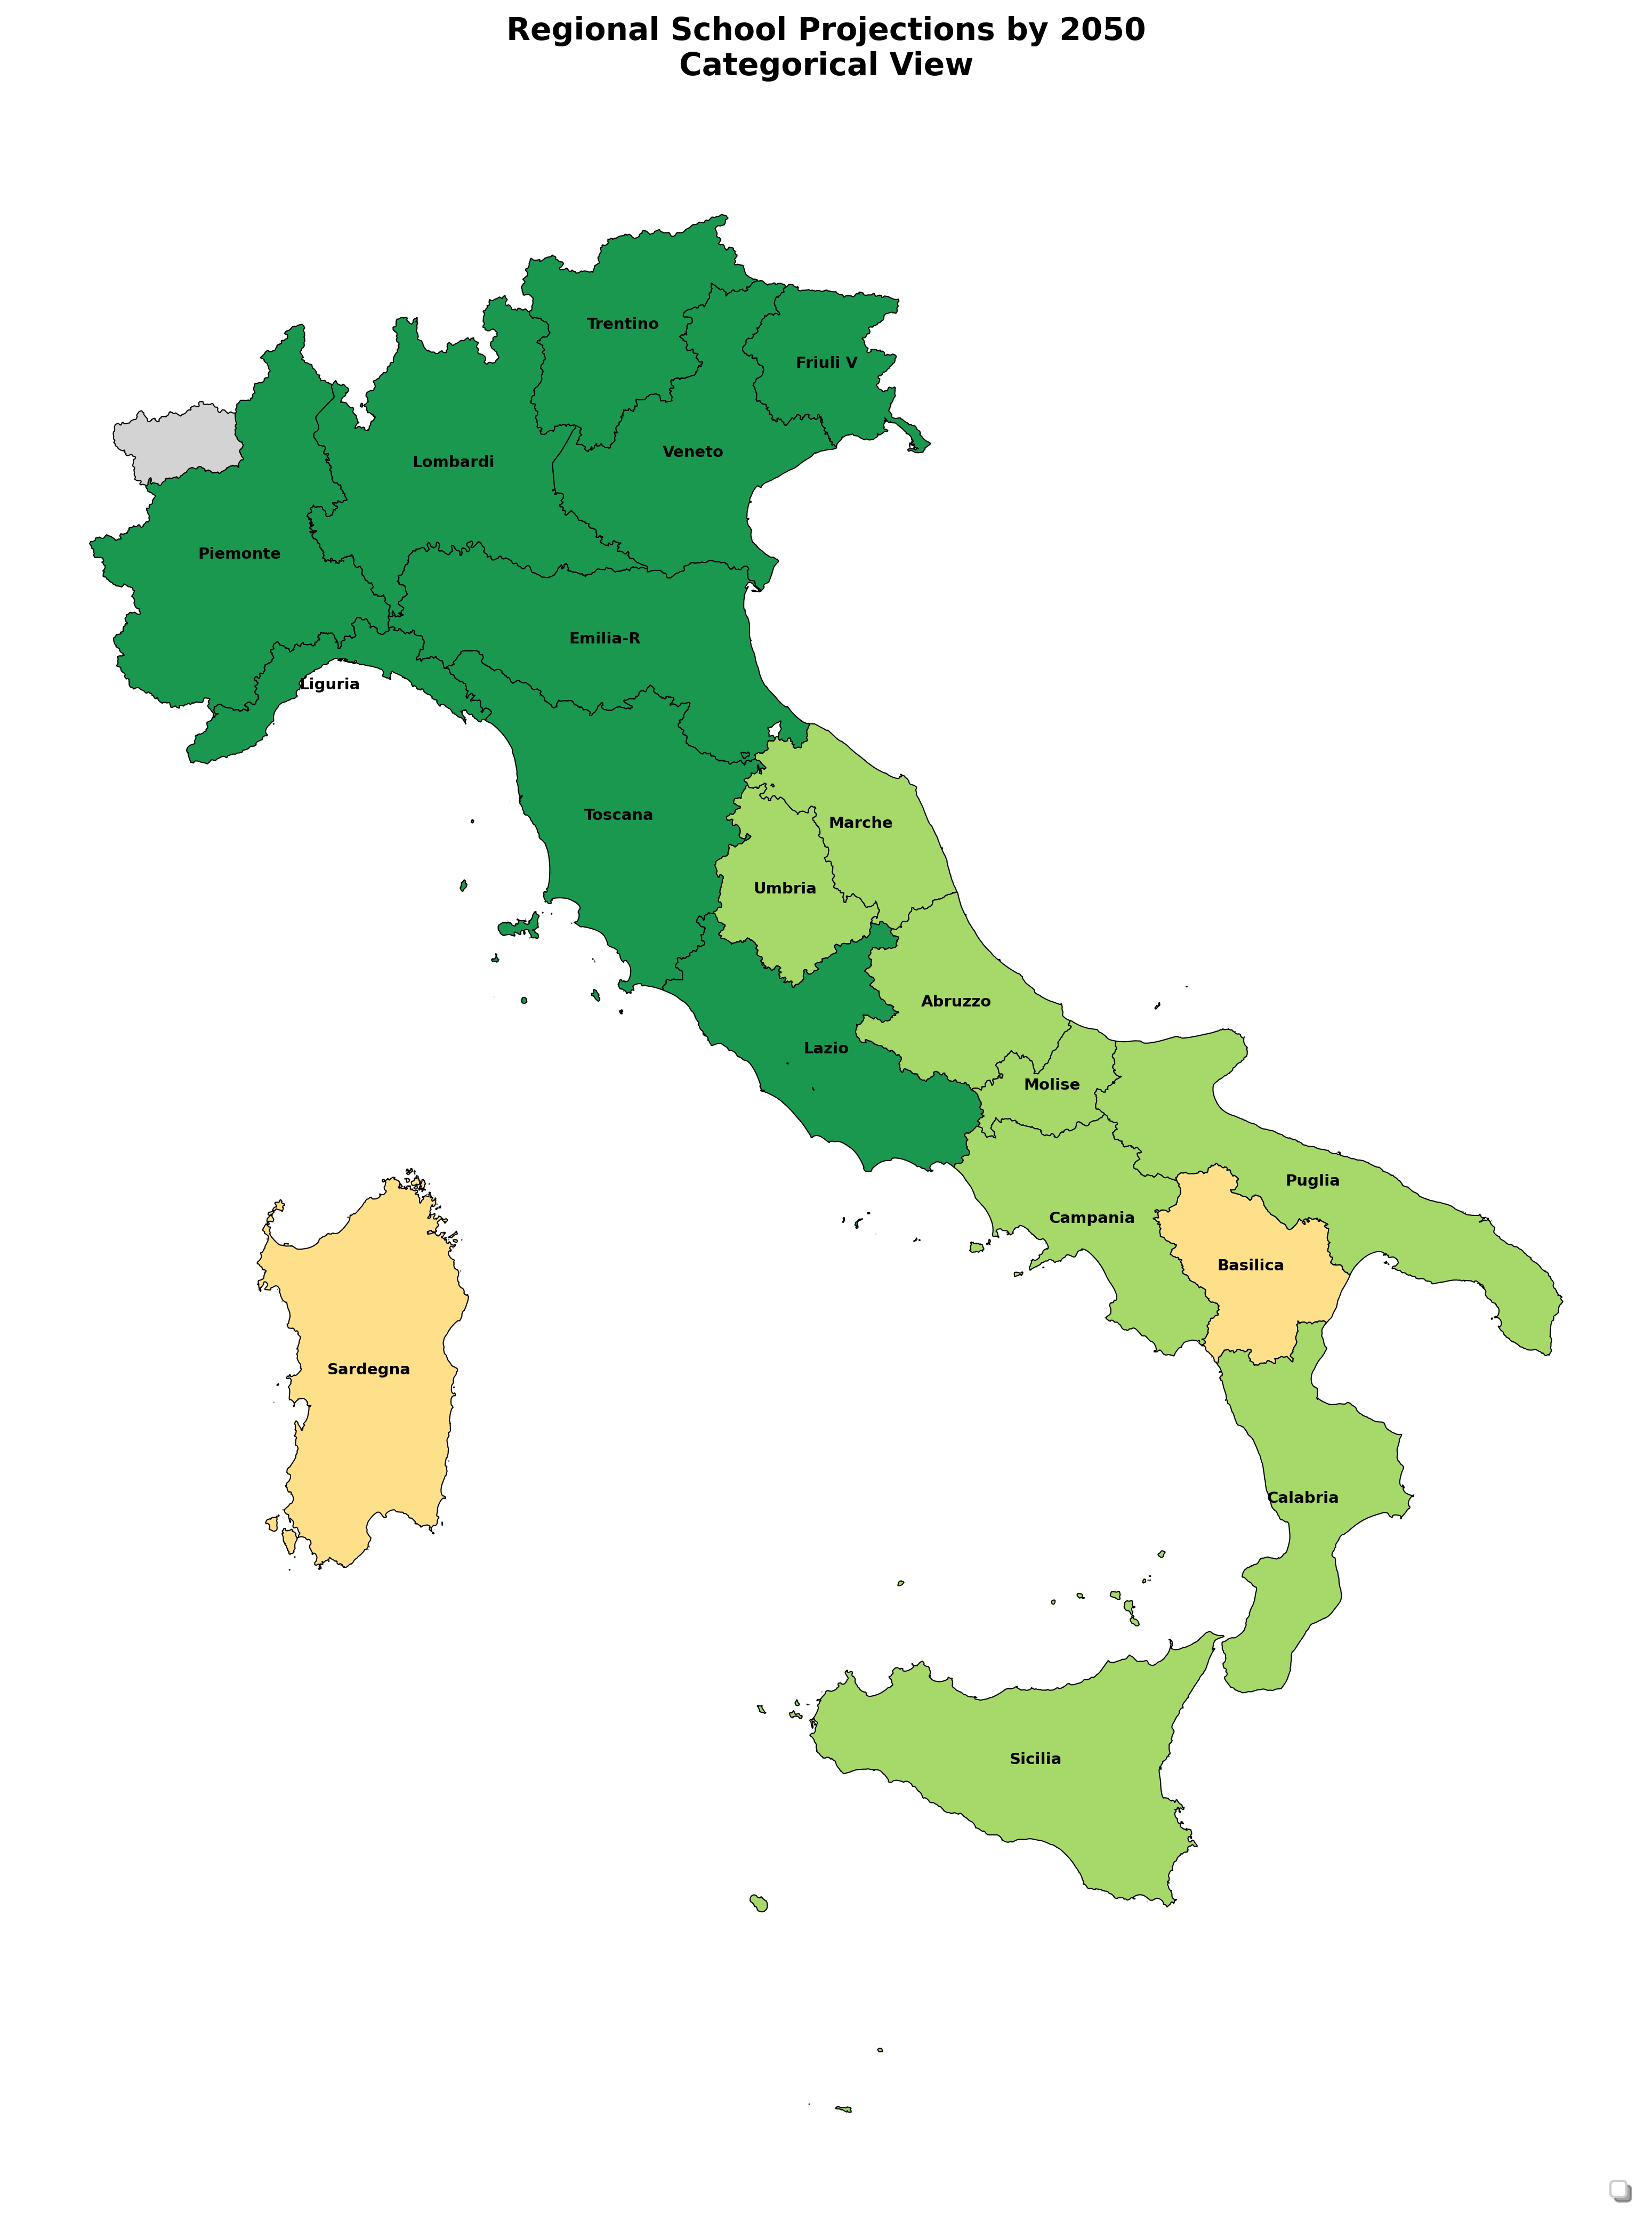 Regional School Projections by 2050
Categorical View
Trentino
Friuli V
Veneto
Lombardi
Piemonte
Emilia-R
Liguria
Toscana
Marche
Umbria
Abruzzo
Lazio
Molise
Puglia
Campania
Basilica
Sardegna
Calabria
Sicilia